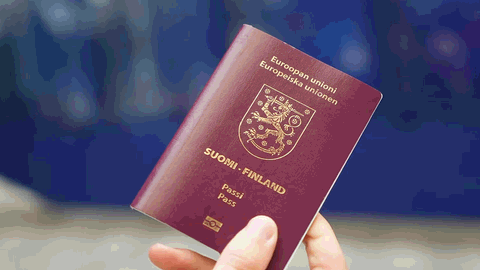 Euroopan unioni
Europeiska unionen
SUOMI • FINLAND
Passi
Pass